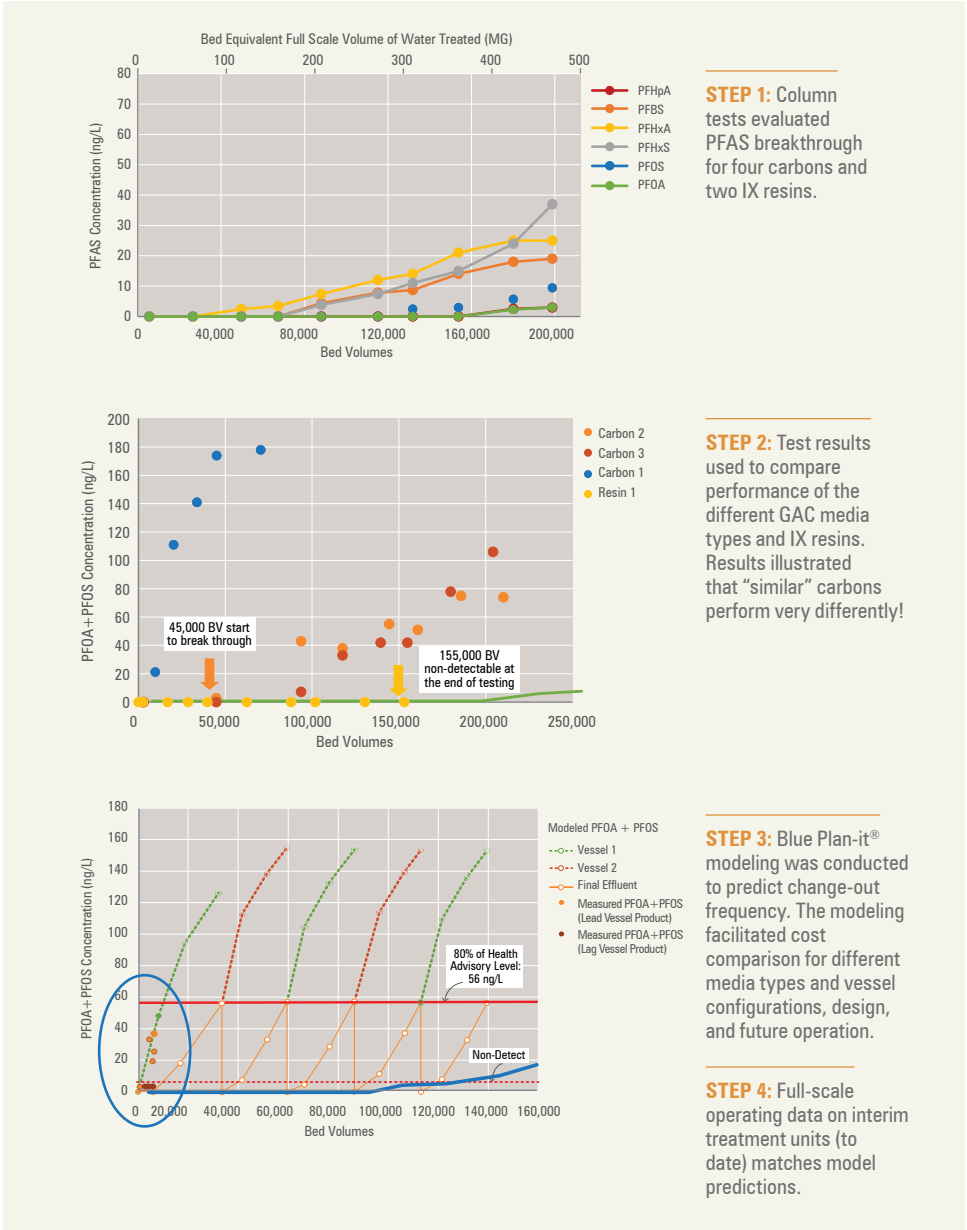 Bed Equivalent Full Scale Volume of Water Treated (MG)
0 100 200 300 400 500
80
70
60
50
40
30
20
10
0
PFAS Concentration (ng/L)
0 40,000 80,000 120,000 160,000 200,000
Bed Volumes
PFHpA
PFBS
PFHxA
PFHxS
PFOS
PFOA
STEP 1: Column
tests evaluated
PFAS breakthrough
for four carbons and
two IX resins.
200
180
160
140
120
100
80
60
40
20
0
PFOA+PFOS Concentration (ng/L)
45,000 BV start
to break through
155,000 BV
non-detectable at
the end of testing
0 50,000 100,000 150,000 200,000 250,000
Bed Volumes
Carbon 2
Carbon 3
Carbon 1
Resin 1
STEP 2: Test results
used to compare
performance of the
different GAC media
types and IX resins.
Results illustrated
that “similar” carbons
perform very differently!
180
160
140
120
100
80
60
40
20
0
PFOA+PFOS Concentration (ng/L)
80% of Health
Advisory Level:
56 ng/L
Non-Detect
0 20,000 40,000 60,000 80,000 100,000 120,000 140,000 160,000
Bed Volumes
Modeled PFOA + PFOS
Vessel 1
Vessel 2
Final Effluent
Measured PFOA+PFOS
(Lead Vessel Product)
Measured PFOA+PFOS
(Lag Vessel Product)
STEP 3: Blue Plan-it®
modeling was conducted
to predict change-out
frequency. The modeling
facilitated cost
comparison for different
media types and vessel
configurations, design,
and future operation.
STEP 4: Full-scale
operating data on interim
treatment units (to
date) matches model
predictions.